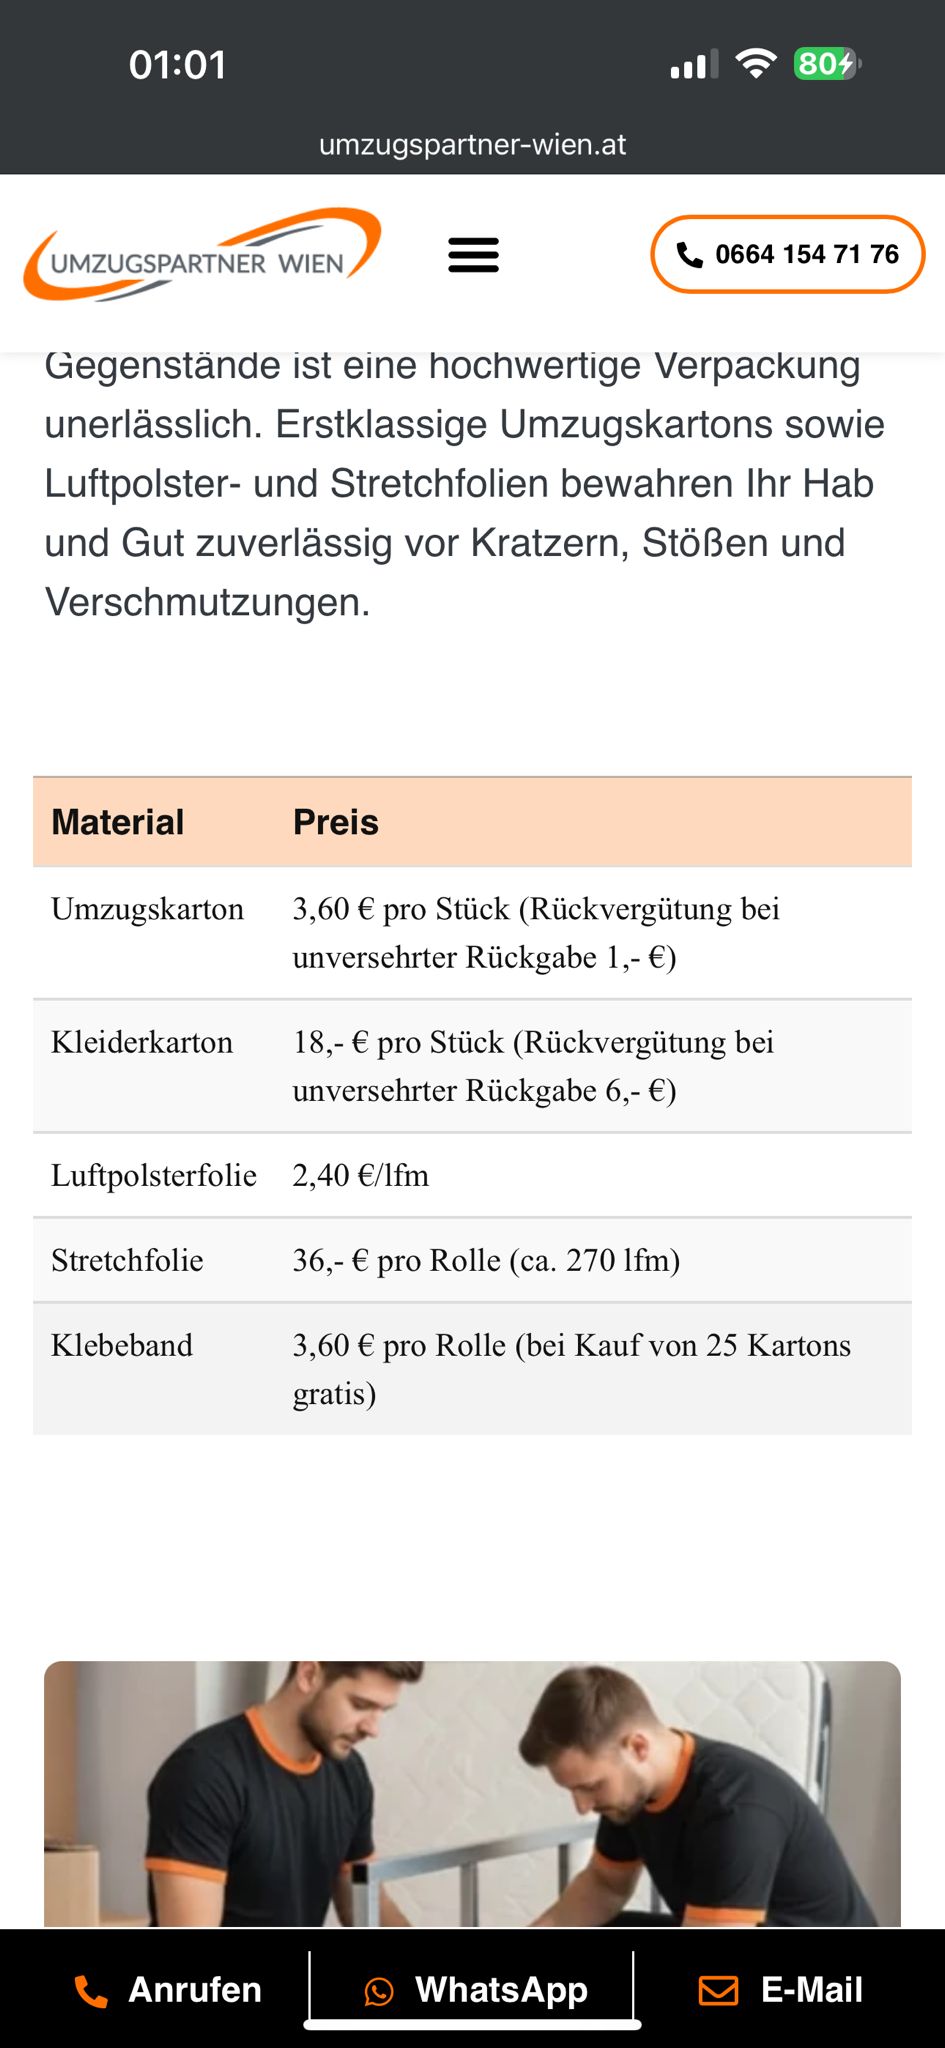 01:01
80
umzugspartner-wien.at
UMZUGSPARTNER WIEN
0664 154 71 76
Gegenstände ist eine hochwertige Verpackung
unerlässlich. Erstklassige Umzugskartons sowie
Luftpolster- und Stretchfolien bewahren Ihr Hab
und Gut zuverlässig vor Kratzern, Stößen und
Verschmutzungen.
Material Preis
Umzugskarton 3,60 € pro Stück (Rückvergütung bei
unversehrter Rückgabe 1,- €)
Kleiderkarton 18,- € pro Stück (Rückvergütung bei
unversehrter Rückgabe 6,- €)
Luftpolsterfolie 2,40 €/lfm
Stretchfolie 36,- € pro Rolle (ca. 270 lfm)
Klebeband 3,60 € pro Rolle (bei Kauf von 25 Kartons
gratis)
Anrufen WhatsApp E-Mail